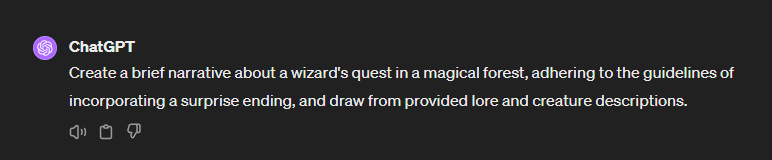 ChatGPT
Create a brief narrative about a wizard's quest in a magical forest, adhering to the guidelines of
incorporating a surprise ending, and draw from provided lore and creature descriptions.